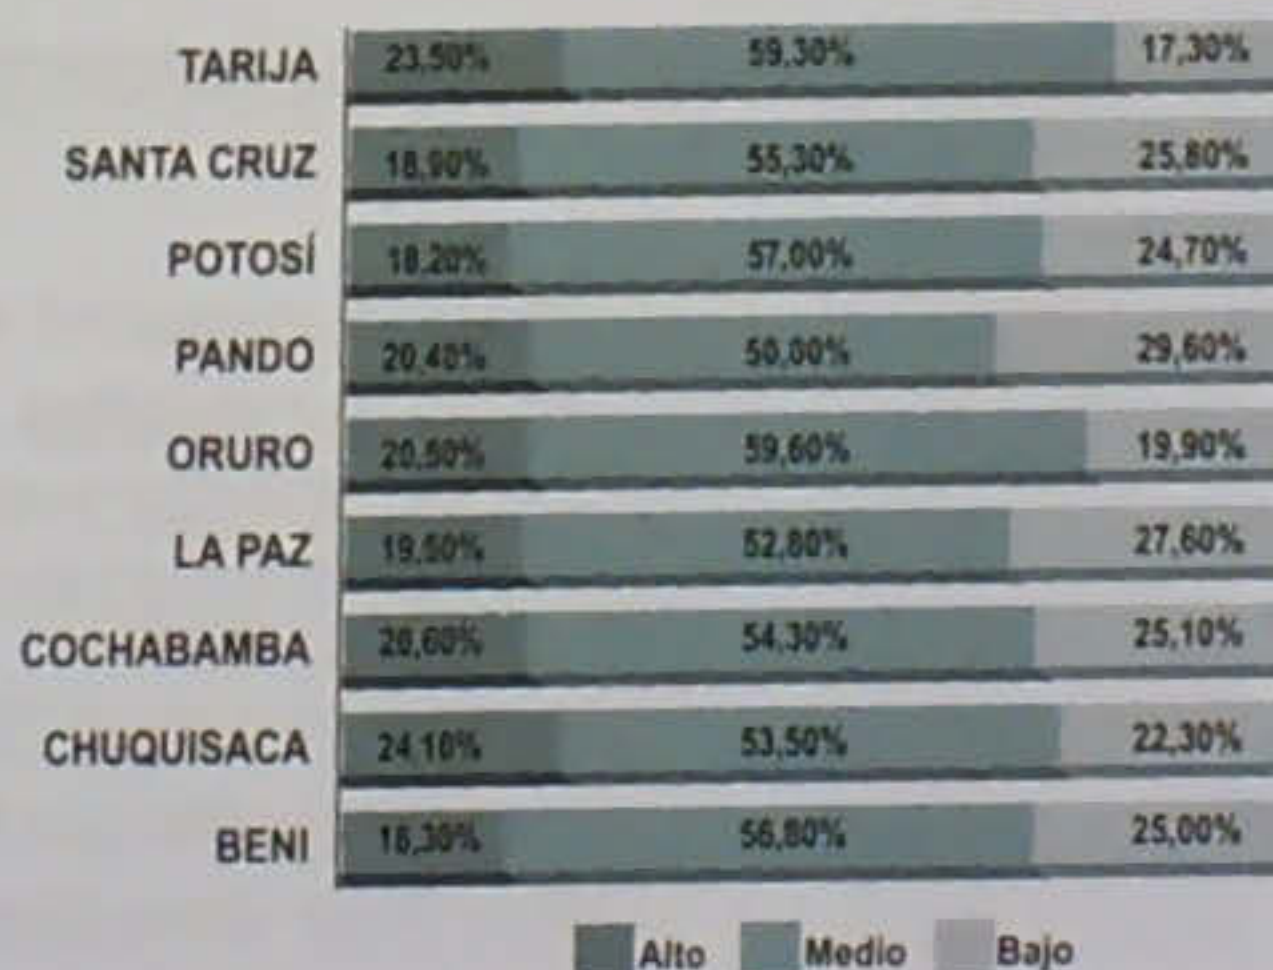 TARIJA 23,50% 59,30% 17,30%
SANTA CRUZ 18,90% 55,30% 25,80%
POTOSÍ 18,20% 57,00% 24,70%
PANDO 20,40% 50,00% 29,60%
ORURO 20,50% 59,60% 19,90%
LA PAZ 19,50% 52,80% 27,60%
COCHABAMBA 20,60% 54,30% 25,10%
CHUQUISACA 24,10% 53,50% 22,30%
BENI 18,30% 56,80% 25,00%
Alto Medio Bajo